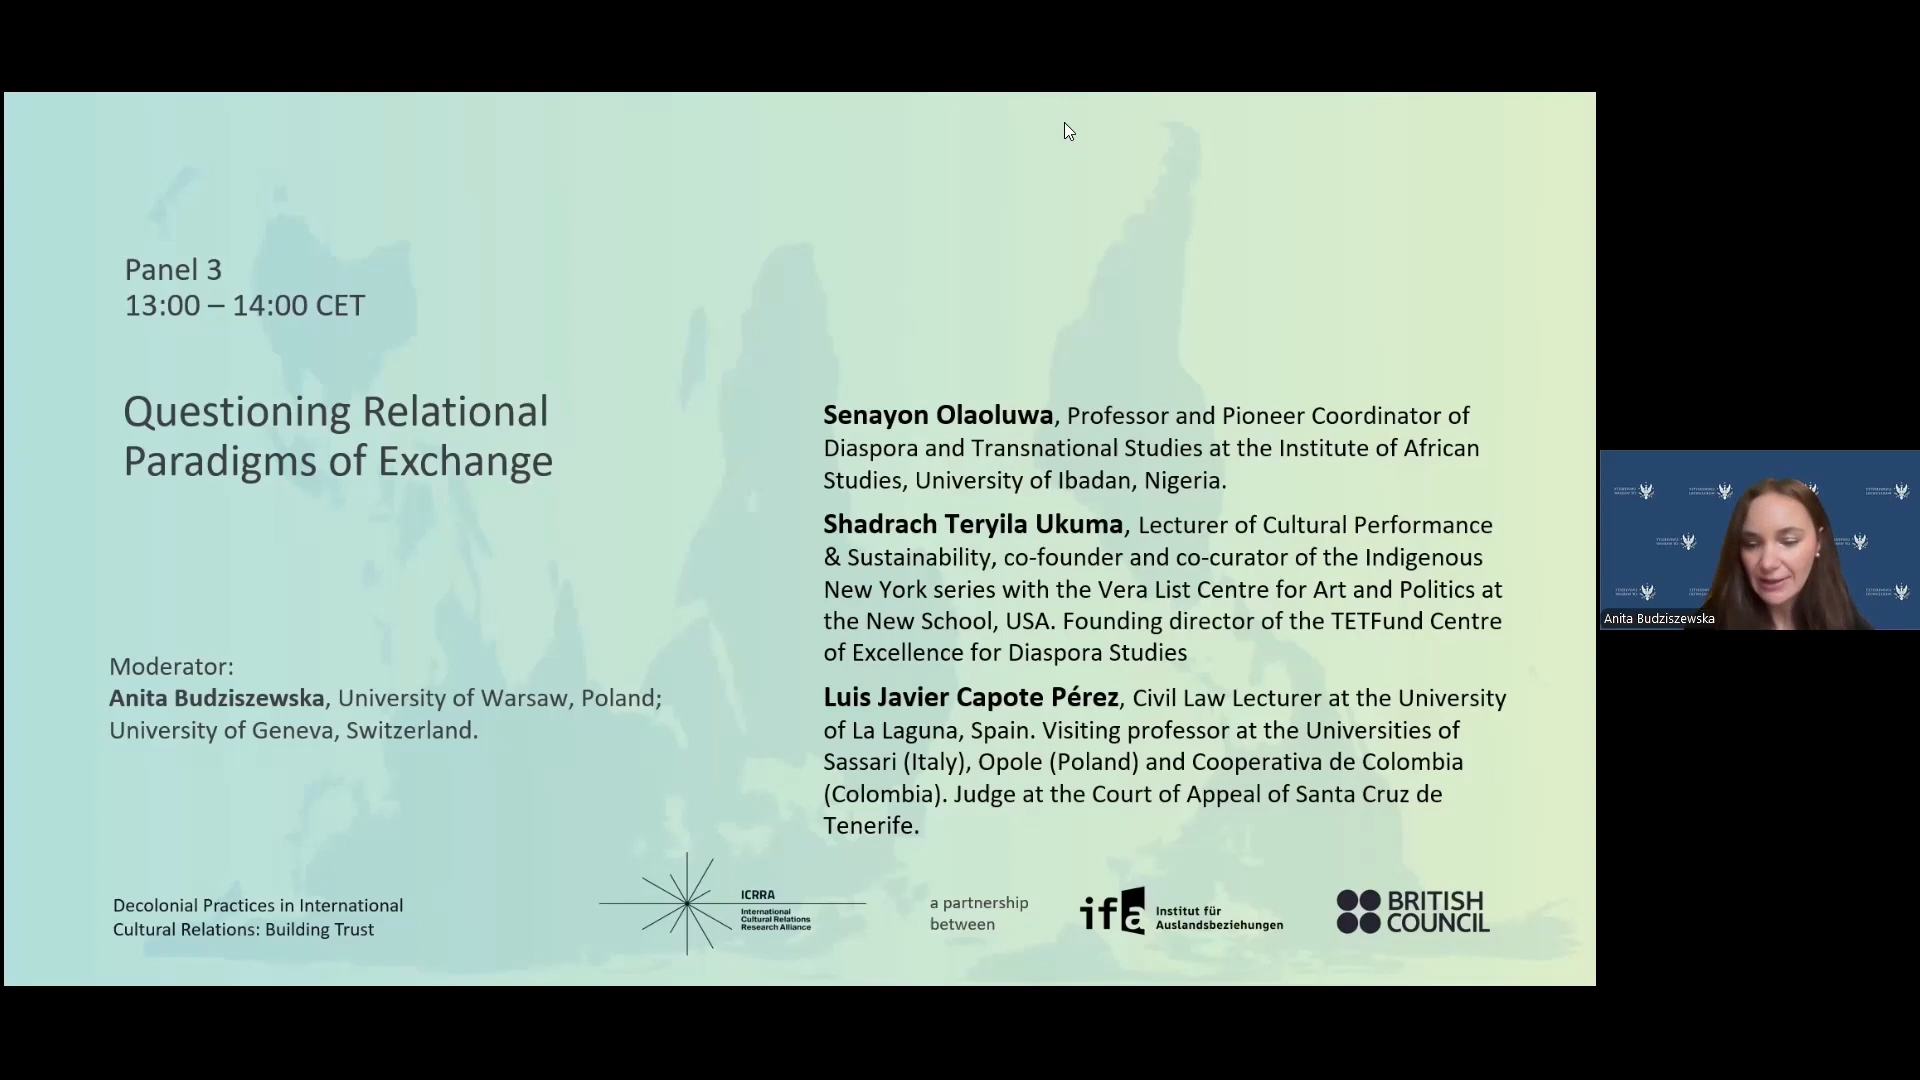 Panel 3
13:00 – 14:00 CET
Questioning Relational
Paradigms of Exchange
Moderator:
Anita Budziszewska, University of Warsaw, Poland;
University of Geneva, Switzerland.
Senayon Olaoluwa, Professor and Pioneer Coordinator of
Diaspora and Transnational Studies at the Institute of African
Studies, University of Ibadan, Nigeria.
Shadrach Teryila Ukuma, Lecturer of Cultural Performance
& Sustainability, co-founder and co-curator of the Indigenous
New York series with the Vera List Centre for Art and Politics at
the New School, USA. Founding director of the TETFund Centre
of Excellence for Diaspora Studies
Luis Javier Capote Pérez, Civil Law Lecturer at the University
of La Laguna, Spain. Visiting professor at the Universities of
Sassari (Italy), Opole (Poland) and Cooperativa de Colombia
(Colombia). Judge at the Court of Appeal of Santa Cruz de
Tenerife.
Decolonial Practices in International
Cultural Relations: Building Trust
ICRRA
International
Cultural Relations
Research Alliance
a partnership
between
ifa
Institut für
Auslandsbeziehungen
BRITISH
COUNCIL
Anita Budziszewska